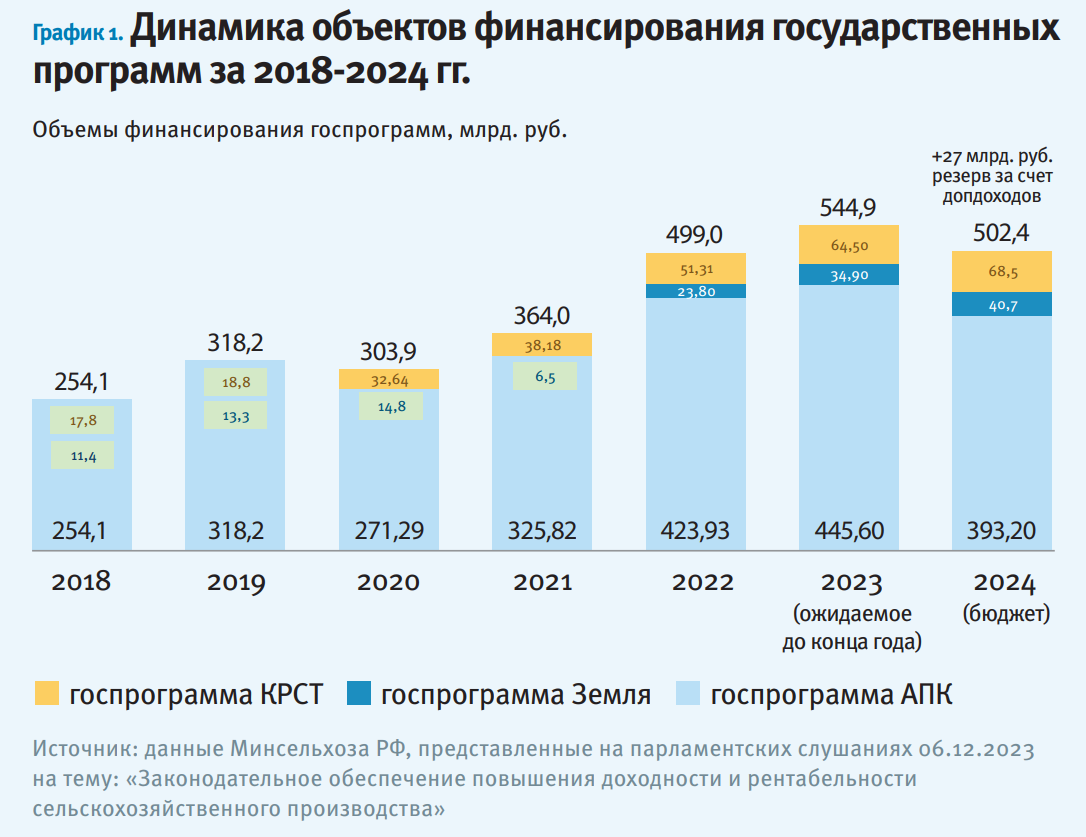 График 1. Динамика объектов финансирования государственных
программ за 2018-2024 гг.
Объемы финансирования госпрограмм, млрд. руб.
+27 млрд. руб.
резерв за счет
допдоходов
254,1
17,8
11,4
254,1
318,2
18,8
13,3
318,2
303,9
32,64
14,8
271,29
364,0
38,18
6,5
325,82
499,0
51,31
23,80
423,93
544,9
64,50
34,90
445,60
502,4
68,5
40,7
393,20
2018 2019 2020 2021 2022 2023 2024
(ожидаемое (бюджет)
до конца года)
госпрограмма КРСТ госпрограмма Земля госпрограмма АПК
Источник: данные Минсельхоза РФ, представленные на парламентских слушаниях 06.12.2023
на тему: «Законодательное обеспечение повышения доходности и рентабельности
сельскохозяйственного производства»